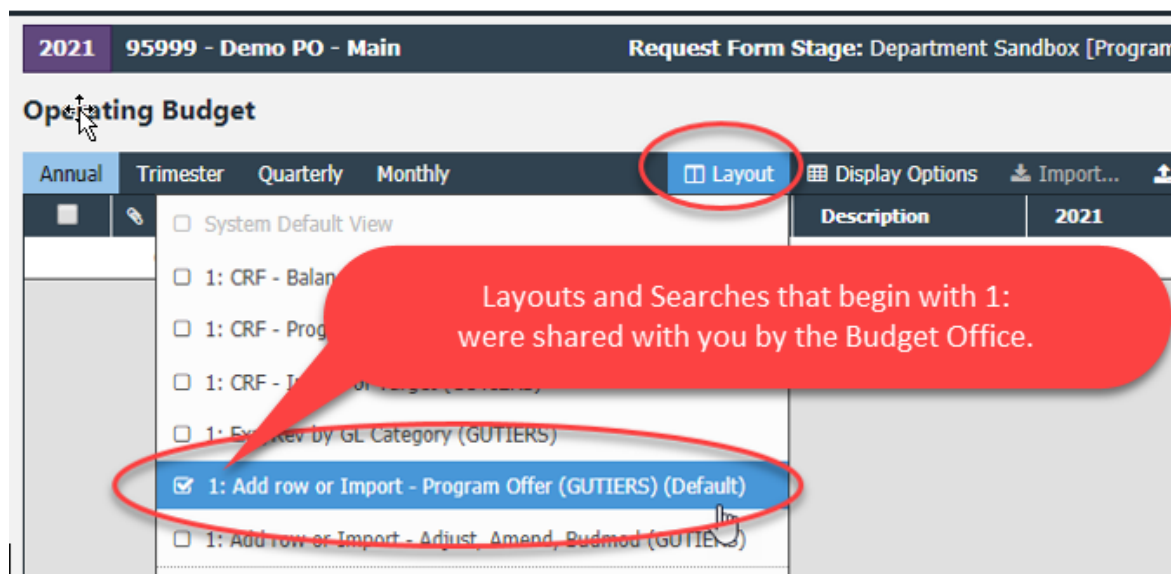 2021 95999 - Demo PO - Main Request Form Stage: Department Sandbox [Program
Operating Budget
Annual Trimester Quarterly Monthly Layout Display Options Import...
Description 2021
System Default View
1: CRF - Balan
1: CRF - Prog
Layouts and Searches that begin with 1:
were shared with you by the Budget Office.
1: CRF -
1: Exp by GL Category (GUTIERS)
1: Add row or Import - Program Offer (GUTIERS) (Default)
1: Add row or Import - Adjust, Amend, Budmod (GUTIERS)